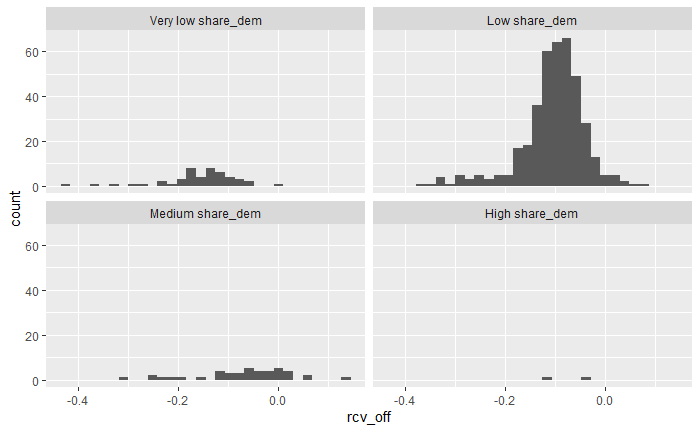 Very low share_dem
Low share_dem
60
40
20
0
Medium share_dem
High share_dem
60
40
20
0
-0.4
-0.2
0.0
-0.4
-0.2
0.0
rcv_off
count